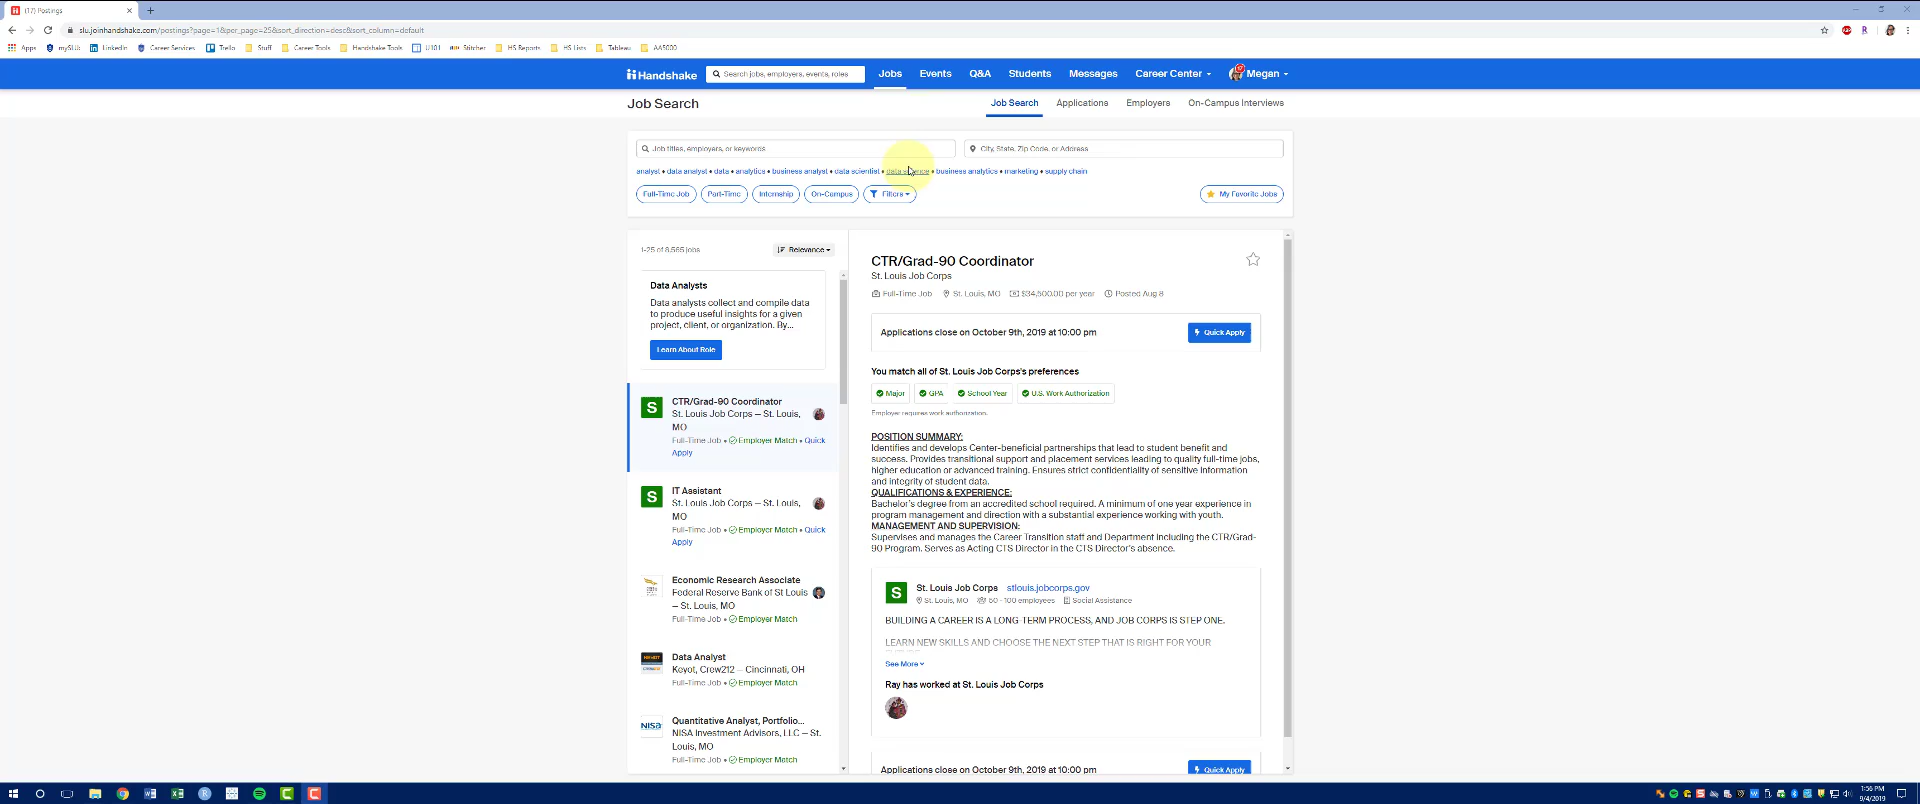 (17) Postings
slu.joinhandshake.com/postings?page=1&per_page=25&sort_direction=desc&sort_column=default
Apps mySLU LinkedIn Career Services Trello Stuff Career Tools Handshake Tools U101 Stitcher HS Reports HS Lists Tableau AA5000
Handshake Search jobs, employers, events, roles Jobs Events Q&A Students Messages Career Center Megan
Job Search Job Search Applications Employers On-Campus Interviews
Job titles, employers, or keywords City, State, Zip Code, or Address
analyst • data analyst • data • analytics • business analyst • data scientist • data science • business analytics • marketing • supply chain
Full-Time Job Part-Time Internship On-Campus Filters My Favorite Jobs
1-25 of 8,565 jobs Relevance
Data Analysts
Data analysts collect and compile data
to produce useful insights for a given
project, client, or organization. By...
Learn About Role
S CTR/Grad-90 Coordinator
St. Louis Job Corps — St. Louis,
MO
Full-Time Job • Employer Match • Quick
Apply
S IT Assistant
St. Louis Job Corps — St. Louis,
MO
Full-Time Job • Employer Match • Quick
Apply
Economic Research Associate
Federal Reserve Bank of St Louis
— St. Louis, MO
Full-Time Job • Employer Match
Data Analyst
Keyot, Crew212 — Cincinnati, OH
Full-Time Job • Employer Match
NISA Quantitative Analyst, Portfolio...
NISA Investment Advisors, LLC — St.
Louis, MO
Full-Time Job • Employer Match
CTR/Grad-90 Coordinator
St. Louis Job Corps
Full-Time Job St. Louis, MO $34,500.00 per year Posted Aug 8
Applications close on October 9th, 2019 at 10:00 pm Quick Apply
You match all of St. Louis Job Corps's preferences
Major GPA School Year U.S. Work Authorization
Employer requires work authorization.
POSITION SUMMARY:
Identifies and develops Center-beneficial partnerships that lead to student benefit and
success. Provides transitional support and placement services leading to quality full-time jobs,
higher education or advanced training. Ensures strict confidentiality of sensitive information
and integrity of student data.
QUALIFICATIONS & EXPERIENCE:
Bachelor's degree from an accredited school required. A minimum of one year experience in
program management and direction with a substantial experience working with youth.
MANAGEMENT AND SUPERVISION:
Supervises and manages the Career Transition staff and Department including the CTR/Grad-
90 Program. Serves as Acting CTS Director in the CTS Director's absence.
S St. Louis Job Corps stlouis.jobcorps.gov
St. Louis, MO 50 - 100 employees Social Assistance
BUILDING A CAREER IS A LONG-TERM PROCESS, AND JOB CORPS IS STEP ONE.
LEARN NEW SKILLS AND CHOOSE THE NEXT STEP THAT IS RIGHT FOR YOUR
See More
Ray has worked at St. Louis Job Corps
Applications close on October 9th, 2019 at 10:00 pm Quick Apply
1:56 PM
9/4/2019